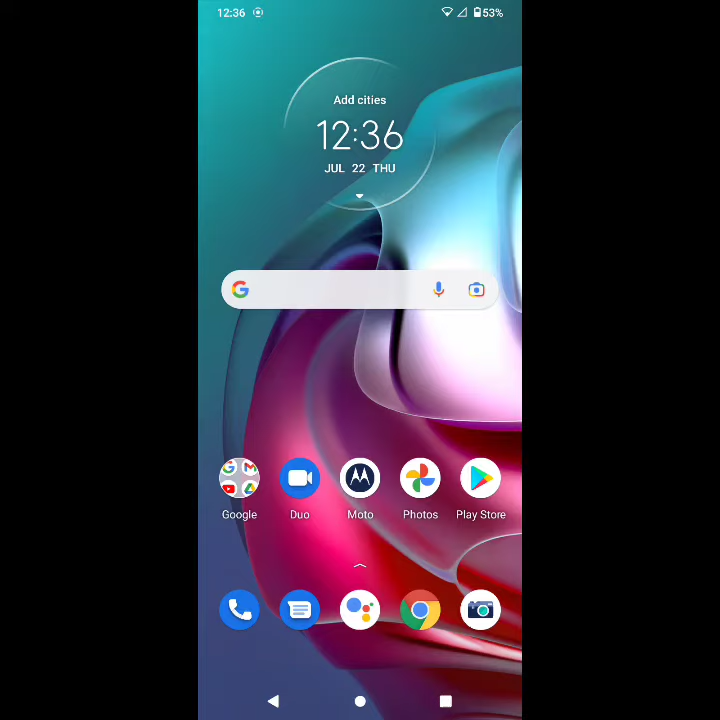 12:36
53%
Add cities
12:36
JUL 22 THU
Google
Duo
Moto
Photos
Play Store